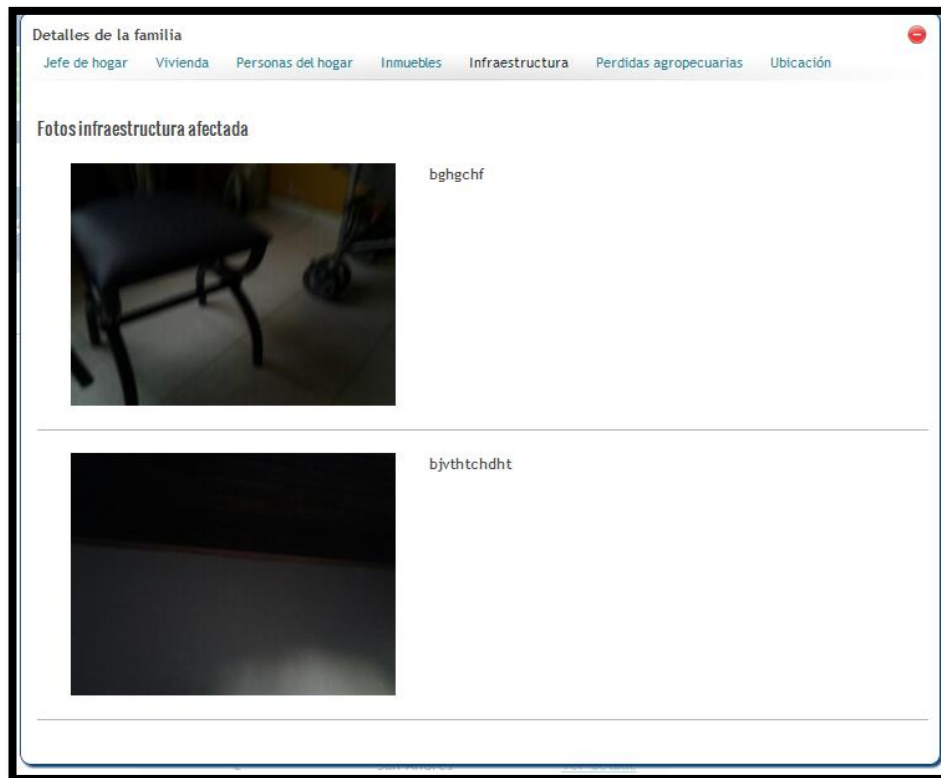 Detalles de la familia
Jefe de hogar Vivienda Personas del hogar Inmuebles Infraestructura Perdidas agropecuarias Ubicación
Fotos infraestructura afectada
bghgchf
bjvthtchdht